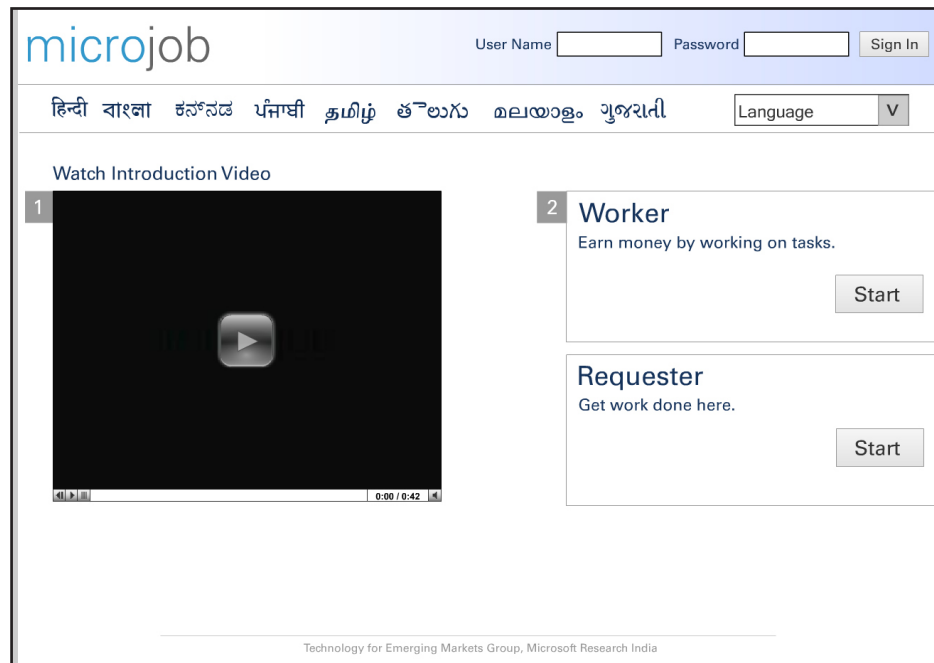 microjob
User Name Password Sign In
हिन्दी বাংলা ಕನ್ನಡ ਪੰਜਾਬੀ தமிழ் తెలుగు മലയാളം ગુજરાતી Language V
Watch Introduction Video
1
2 Worker
Earn money by working on tasks.
Start
Requester
Get work done here.
Start
0:00 / 0:42
Technology for Emerging Markets Group, Microsoft Research India